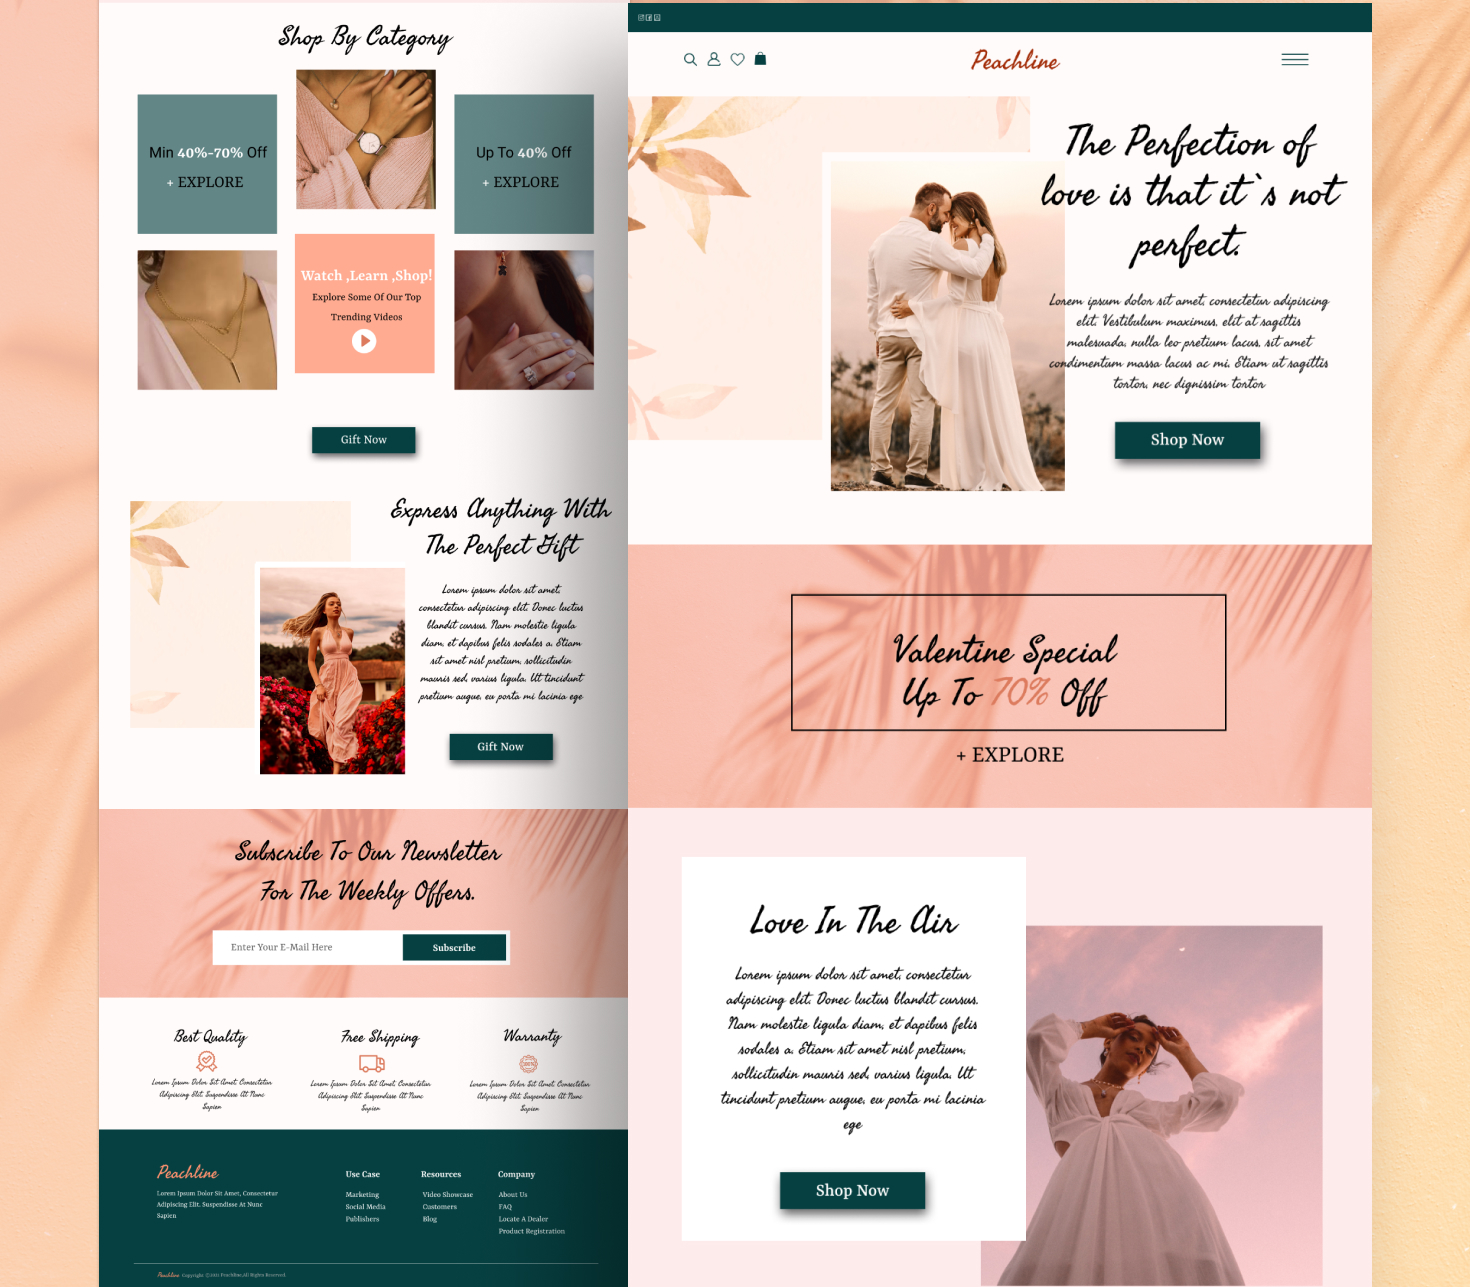 Shop By Category
Min 40%-70% Off
+ EXPLORE
Up To 40% Off
+ EXPLORE
Watch ,Learn ,Shop!
Explore Some Of Our Top
Trending Videos
Gift Now
Express Anything With
The Perfect Gift
Lorem ipsum dolor sit amet,
consectetur adipiscing elit. Donec luctus
blandit cursus. Nam molestie ligula
diam, et dapibus felis sodales a. Etiam
sit amet nisl pretium, sollicitudin
mauris sed, varius ligula. Ut tincidunt
pretium augue, eu porta mi lacinia ege
Gift Now
Subscribe To Our Newsletter
For The Weekly Offers.
Enter Your E-Mail Here
Subscribe
Best Quality
Lorem Ipsum Dolor Sit Amet, Consectetur
Adipiscing Elit. Suspendisse At Nunc
Sapien
Free Shipping
Lorem Ipsum Dolor Sit Amet, Consectetur
Adipiscing Elit. Suspendisse At Nunc
Sapien
Warranty
100%
Lorem Ipsum Dolor Sit Amet, Consectetur
Adipiscing Elit. Suspendisse At Nunc
Sapien
Peachline
Lorem Ipsum Dolor Sit Amet, Consectetur
Adipiscing Elit. Suspendisse At Nunc
Sapien
Use Case
Marketing
Social Media
Publishers
Resources
Video Showcase
Customers
Blog
Company
About Us
FAQ
Locate A Dealer
Product Registration
Peachline Copyright ©2021 Peachline,All Rights Reserved.
Peachline
The Perfection of
love is that it`s not
perfect.
Lorem ipsum dolor sit amet, consectetur adipiscing
elit. Vestibulum maximus, elit at sagittis
malesuada, nulla leo pretium lacus, sit amet
condimentum massa lacus ac mi. Etiam ut sagittis
tortor, nec dignissim tortor
Shop Now
Valentine Special
Up To 70% Off
+ EXPLORE
Love In The Air
Lorem ipsum dolor sit amet, consectetur
adipiscing elit. Donec luctus blandit cursus.
Nam molestie ligula diam, et dapibus felis
sodales a. Etiam sit amet nisl pretium,
sollicitudin mauris sed, varius ligula. Ut
tincidunt pretium augue, eu porta mi lacinia
ege
Shop Now